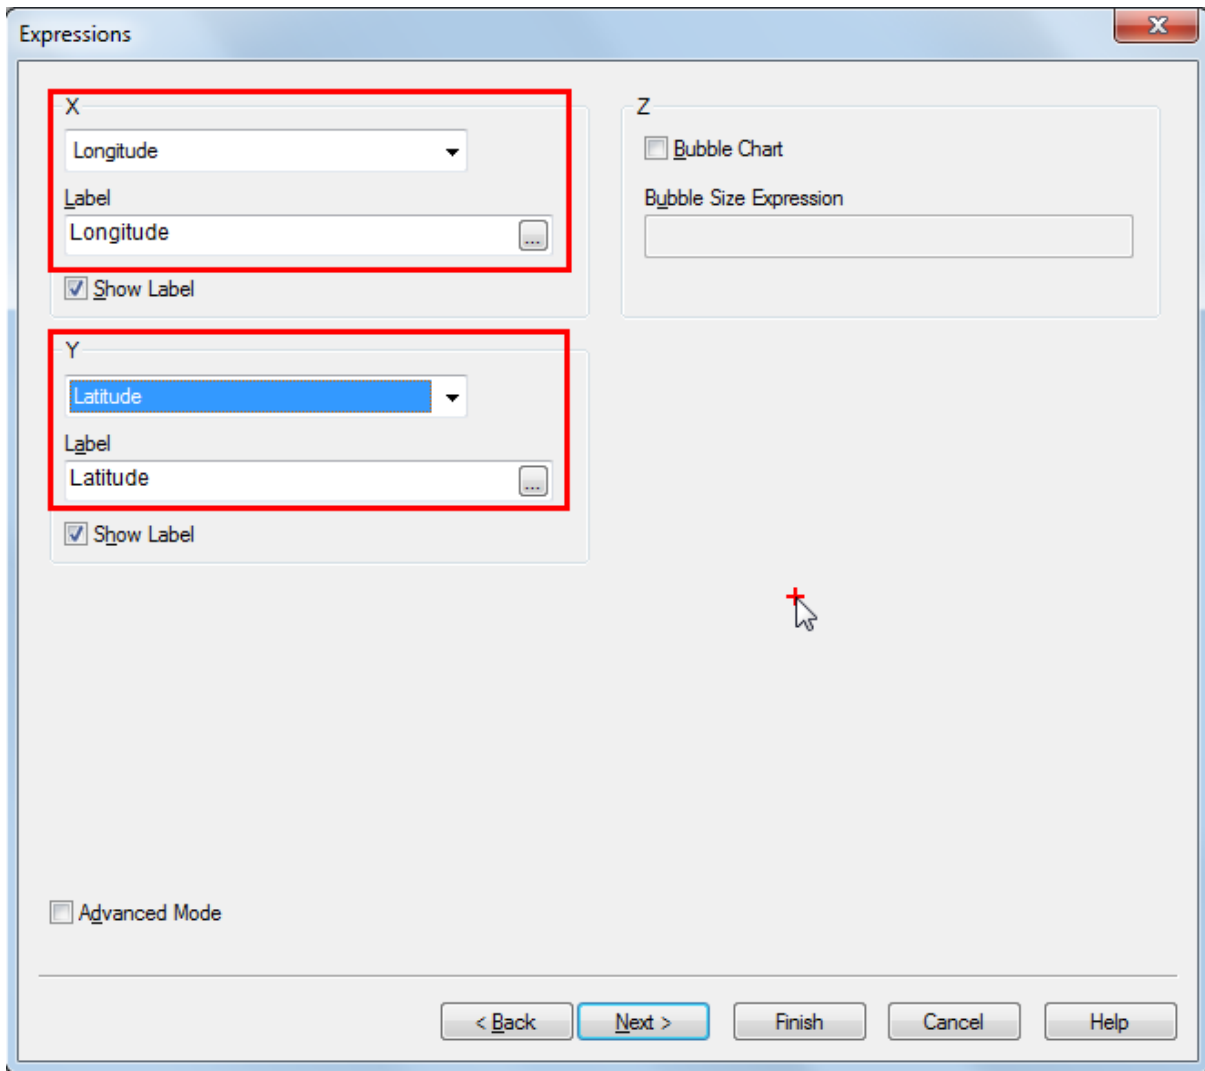 Expressions
X
X
Longitude
Label
Longitude
...
Show Label
Z
Bubble Chart
Bubble Size Expression
Y
Latitude
Label
Latitude
...
Show Label
Advanced Mode
< Back
Next >
Finish
Cancel
Help